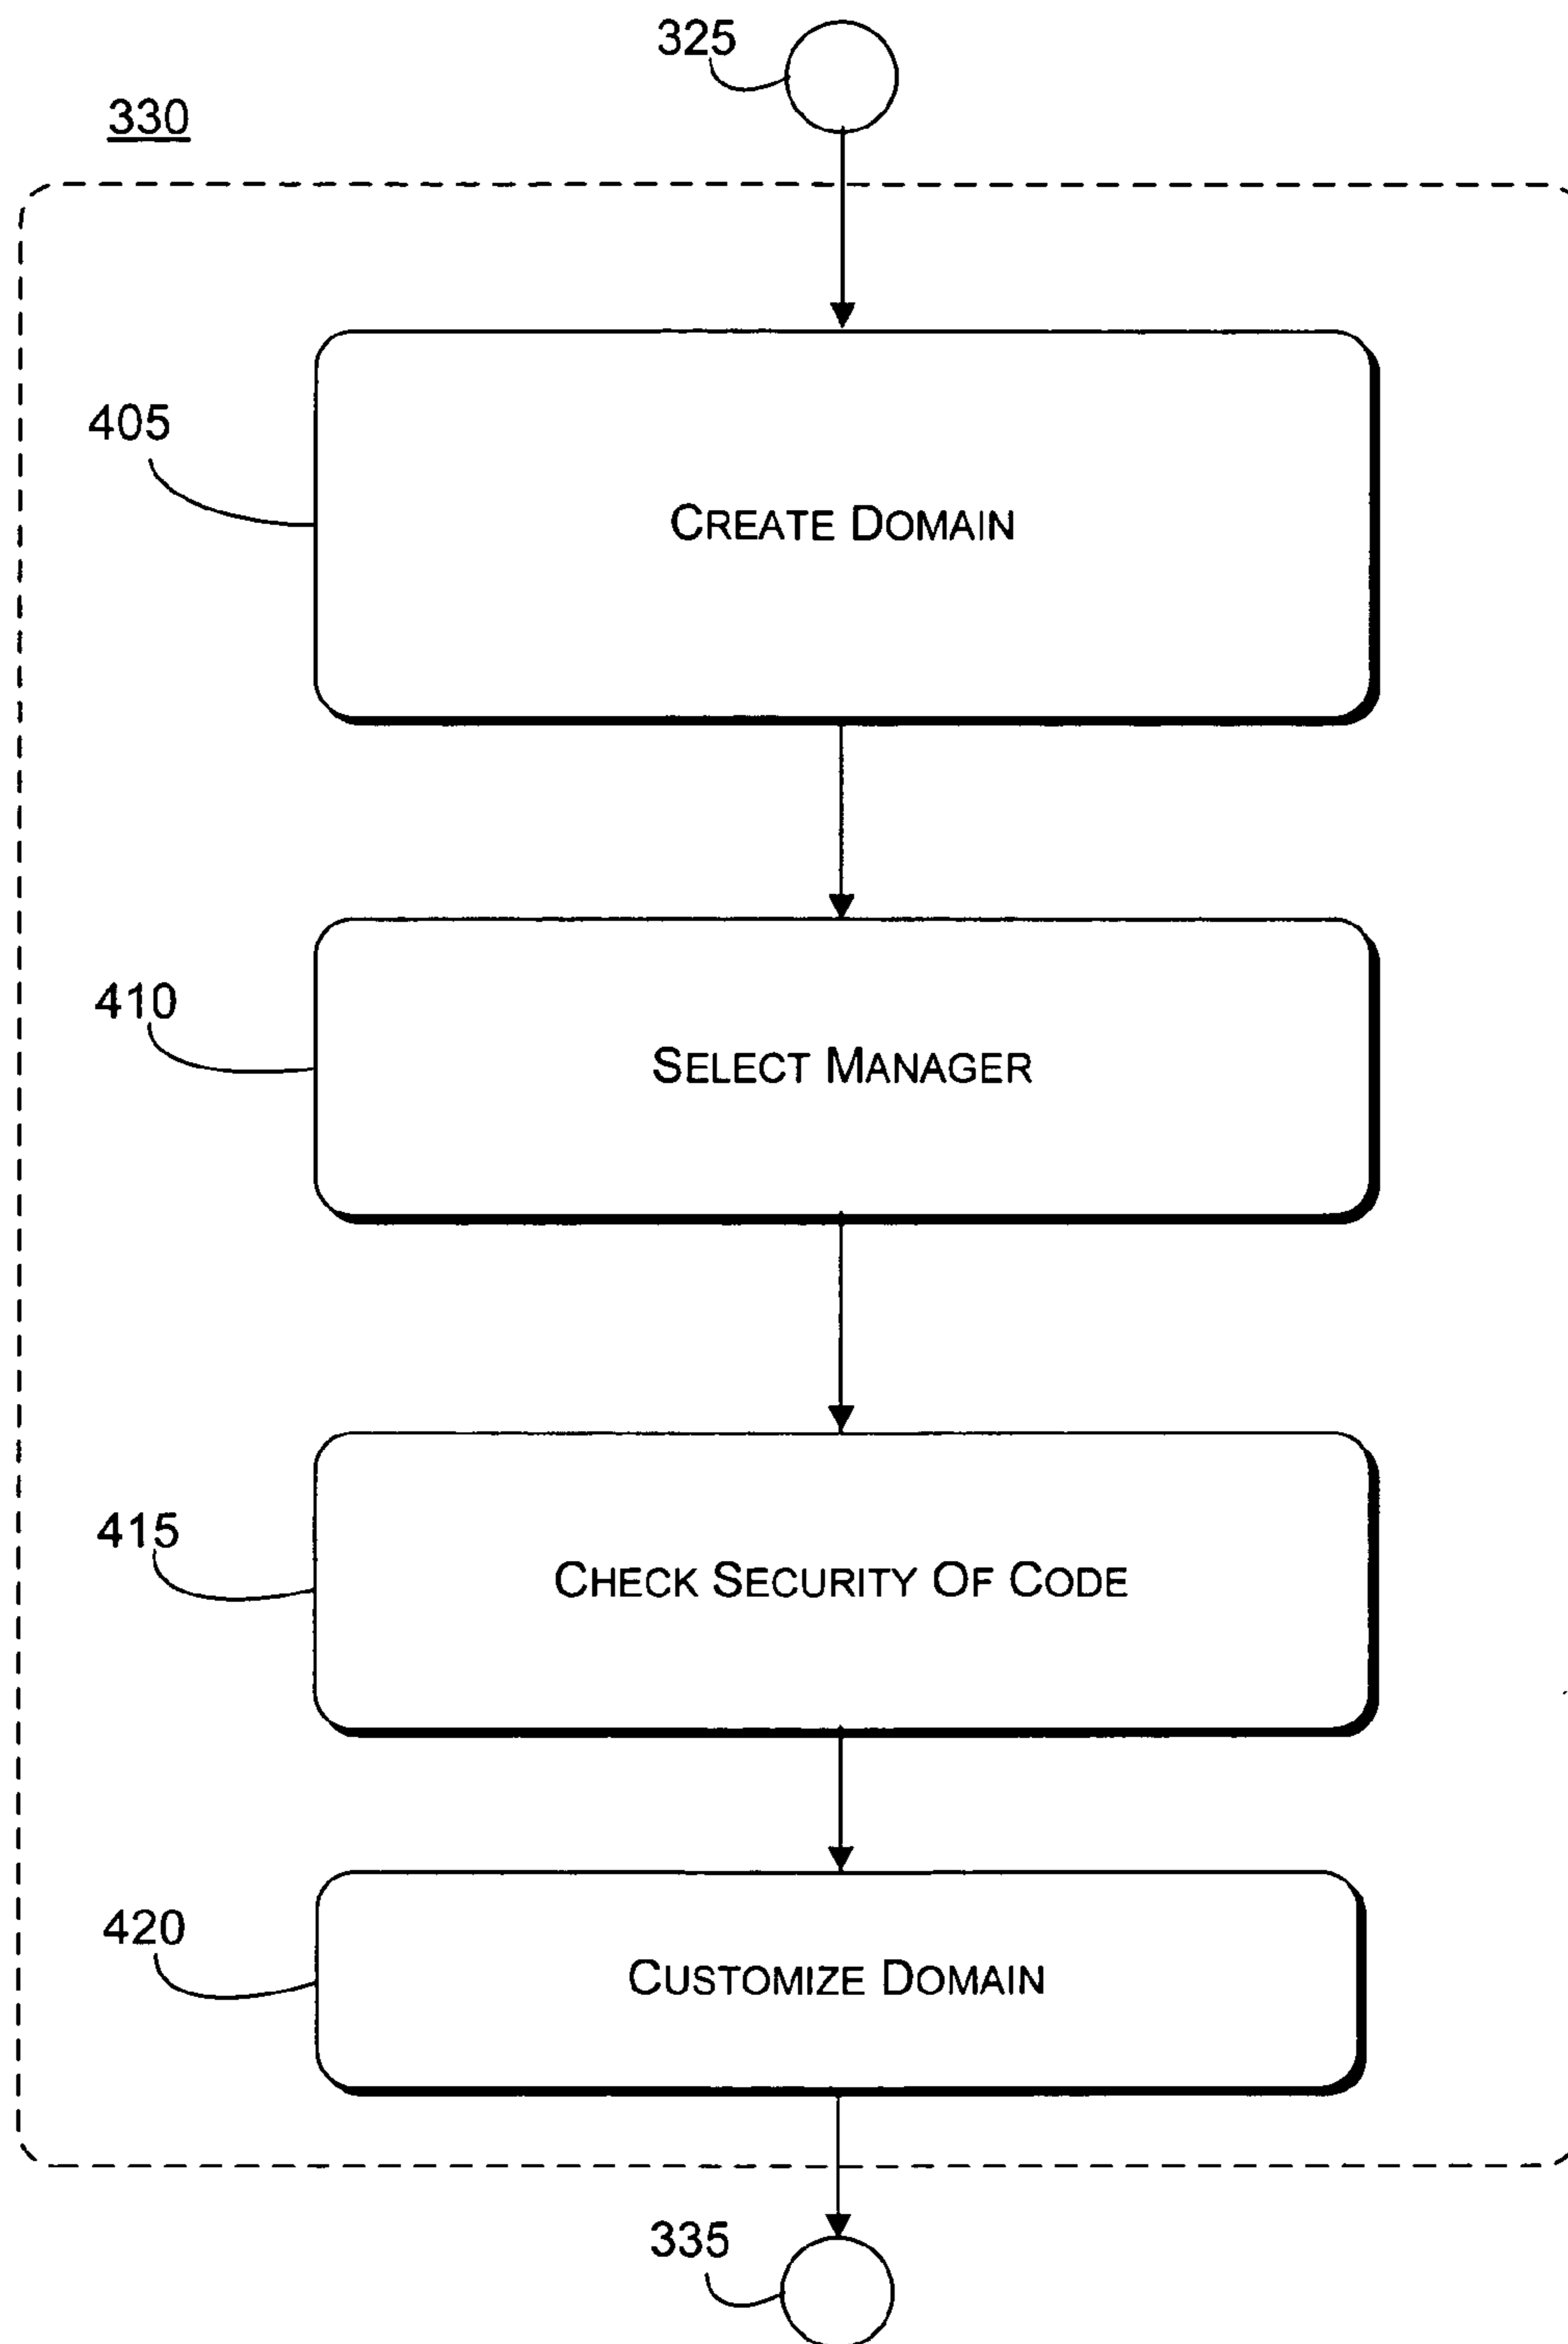 325
330
405
CREATE DOMAIN
410
SELECT MANAGER
415
CHECK SECURITY OF CODE
420
CUSTOMIZE DOMAIN
335